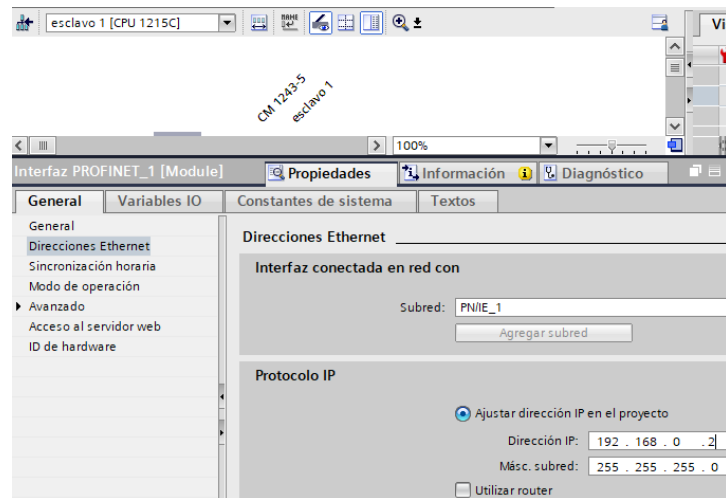 esclavo 1 [CPU 1215C]
Vi
CM 1243-5
esclavo 1
100%
Interfaz PROFINET_1 [Module]
Propiedades
Información
Diagnóstico
General
Variables IO
Constantes de sistema
Textos
General
Direcciones Ethernet
Sincronización horaria
Modo de operación
Avanzado
Acceso al servidor web
ID de hardware
Direcciones Ethernet
Interfaz conectada en red con
Subred: PN/IE_1
Agregar subred
Protocolo IP
Ajustar dirección IP en el proyecto
Dirección IP: 192 . 168 . 0 . 2
Másc. subred: 255 . 255 . 255 . 0
Utilizar router